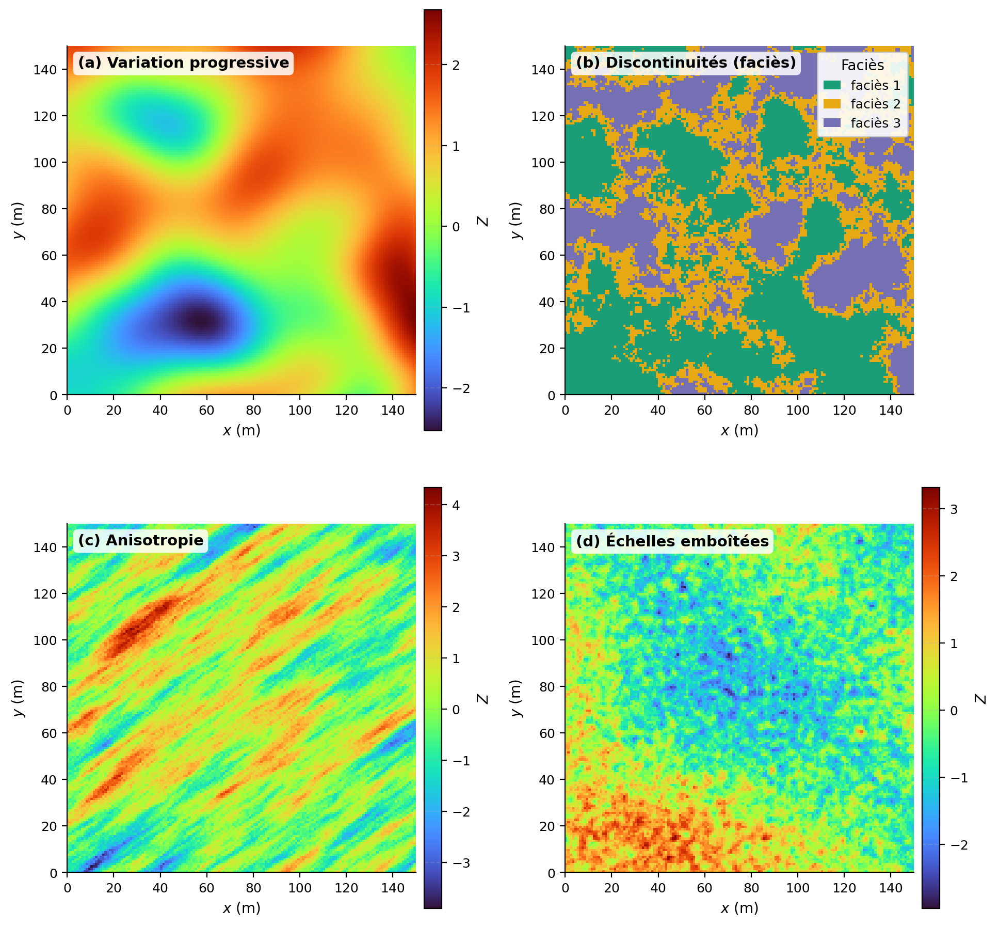 (a) Variation progressive
140
120
100
80
60
40
20
0
y (m)
0 20 40 60 80 100 120 140
x (m)
2
1
0
−1
−2
Z
(b) Discontinuités (faciès)
Faciès
faciès 1
faciès 2
faciès 3
140
120
100
80
60
40
20
0
y (m)
0 20 40 60 80 100 120 140
x (m)
(c) Anisotropie
140
120
100
80
60
40
20
0
y (m)
0 20 40 60 80 100 120 140
x (m)
4
3
2
1
0
−1
−2
−3
Z
(d) Échelles emboîtées
140
120
100
80
60
40
20
0
y (m)
0 20 40 60 80 100 120 140
x (m)
3
2
1
0
−1
−2
Z